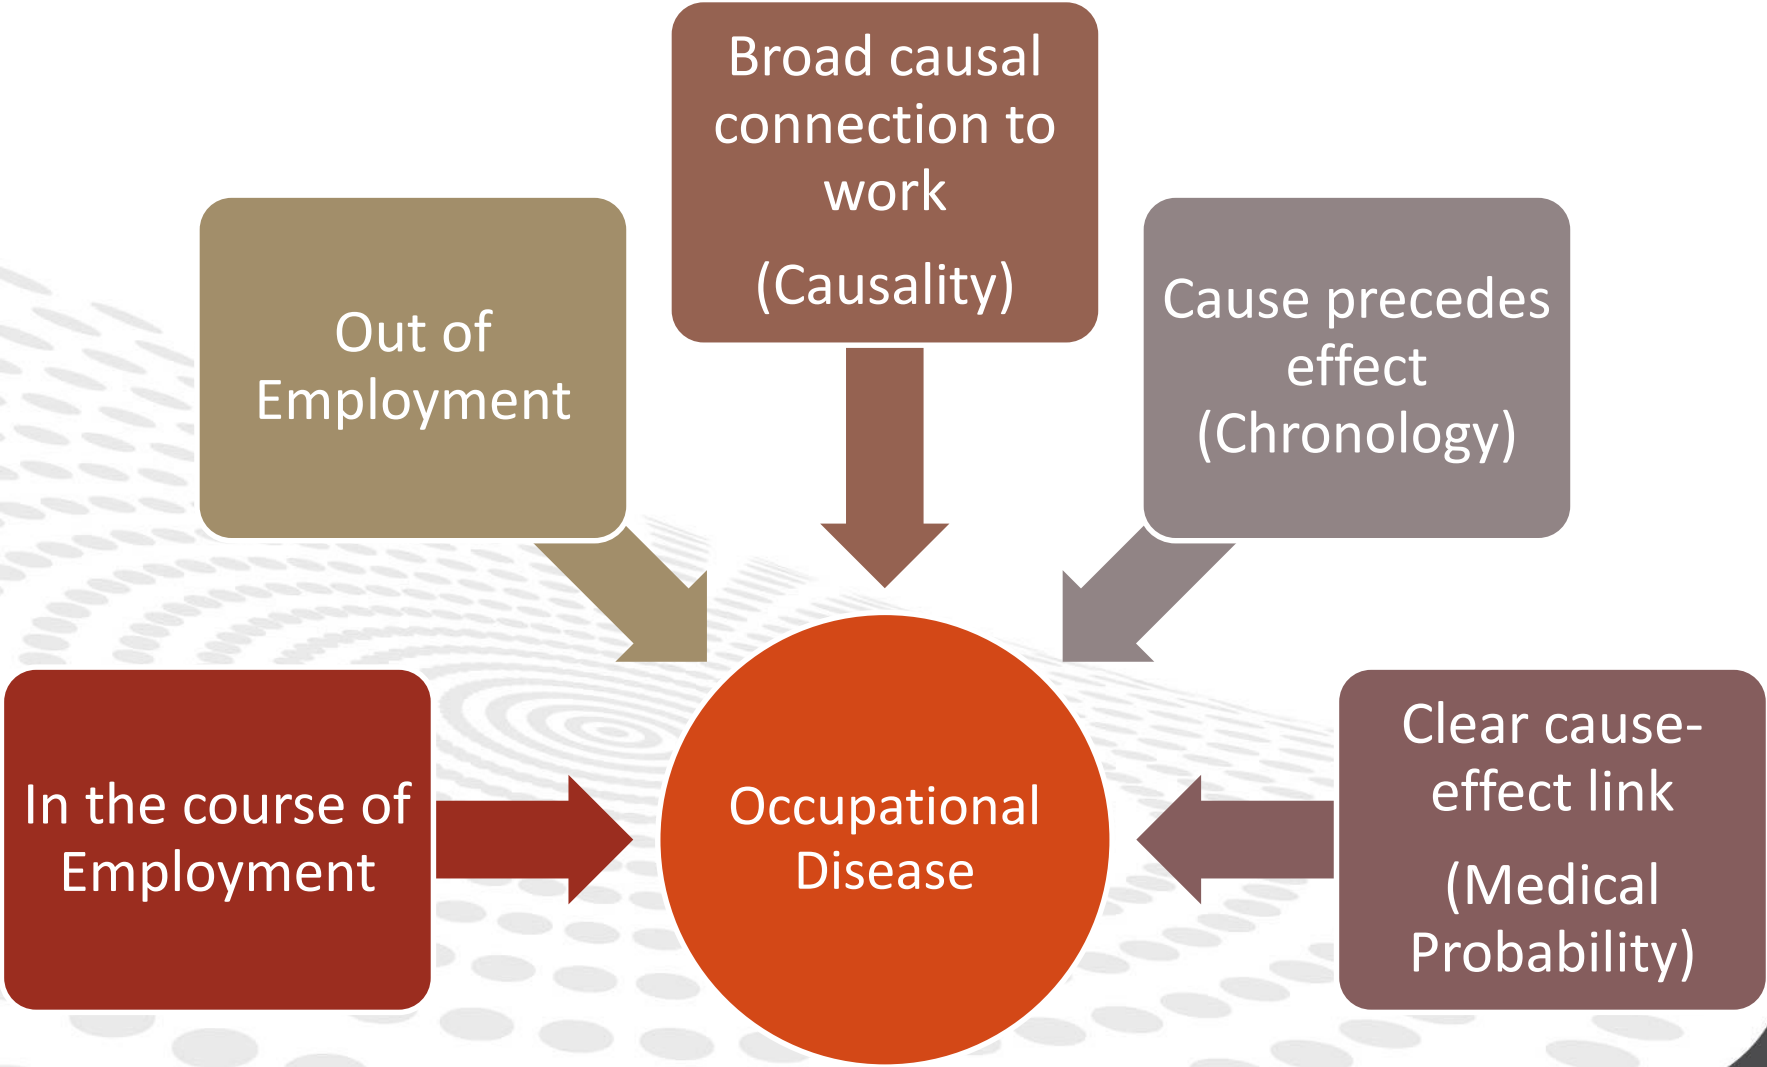 Broad causal
connection to
work
(Causality)
Out of
Employment
Cause precedes
effect
(Chronology)
In the course of
Employment
Occupational
Disease
Clear cause-
effect link
(Medical
Probability)